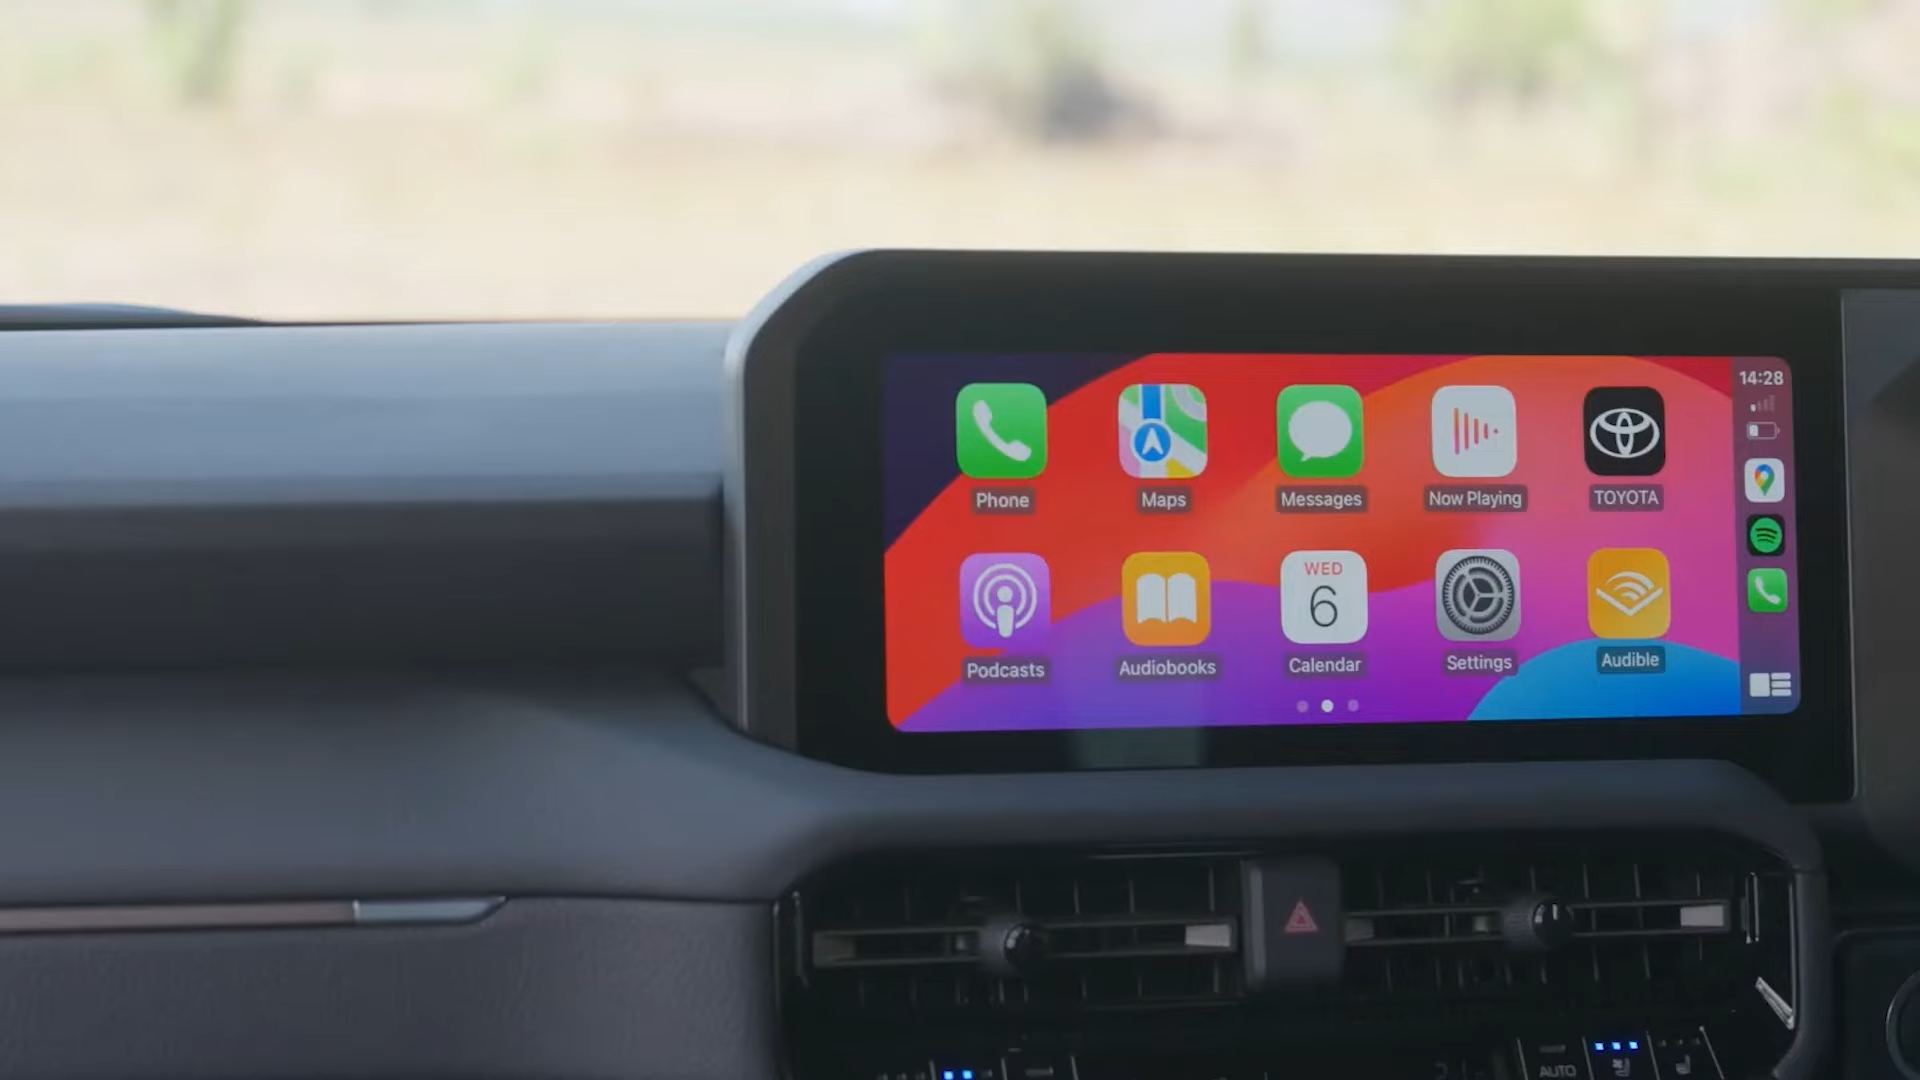 14:28
Phone
Maps
Messages
Now Playing
TOYOTA
WED
6
Podcasts
Audiobooks
Calendar
Settings
Audible
AUTO